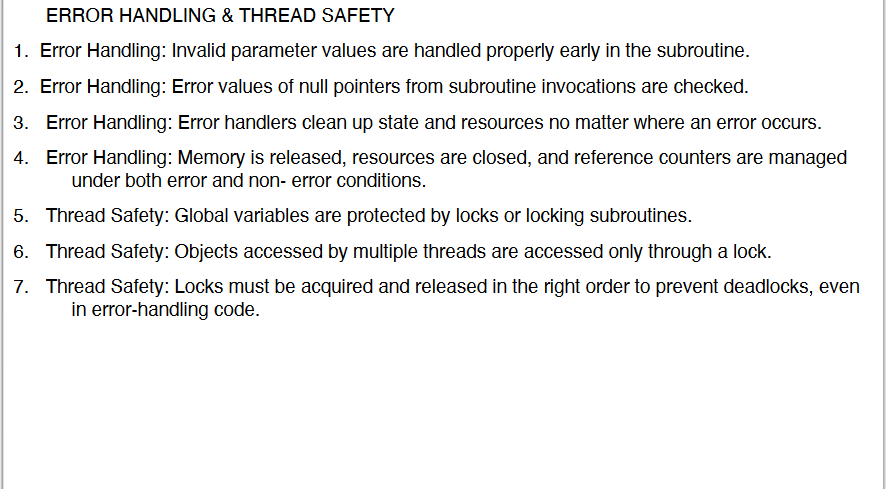 ERROR HANDLING & THREAD SAFETY
1. Error Handling: Invalid parameter values are handled properly early in the subroutine.
2. Error Handling: Error values of null pointers from subroutine invocations are checked.
3. Error Handling: Error handlers clean up state and resources no matter where an error occurs.
4. Error Handling: Memory is released, resources are closed, and reference counters are managed
under both error and non- error conditions.
5. Thread Safety: Global variables are protected by locks or locking subroutines.
6. Thread Safety: Objects accessed by multiple threads are accessed only through a lock.
7. Thread Safety: Locks must be acquired and released in the right order to prevent deadlocks, even
in error-handling code.